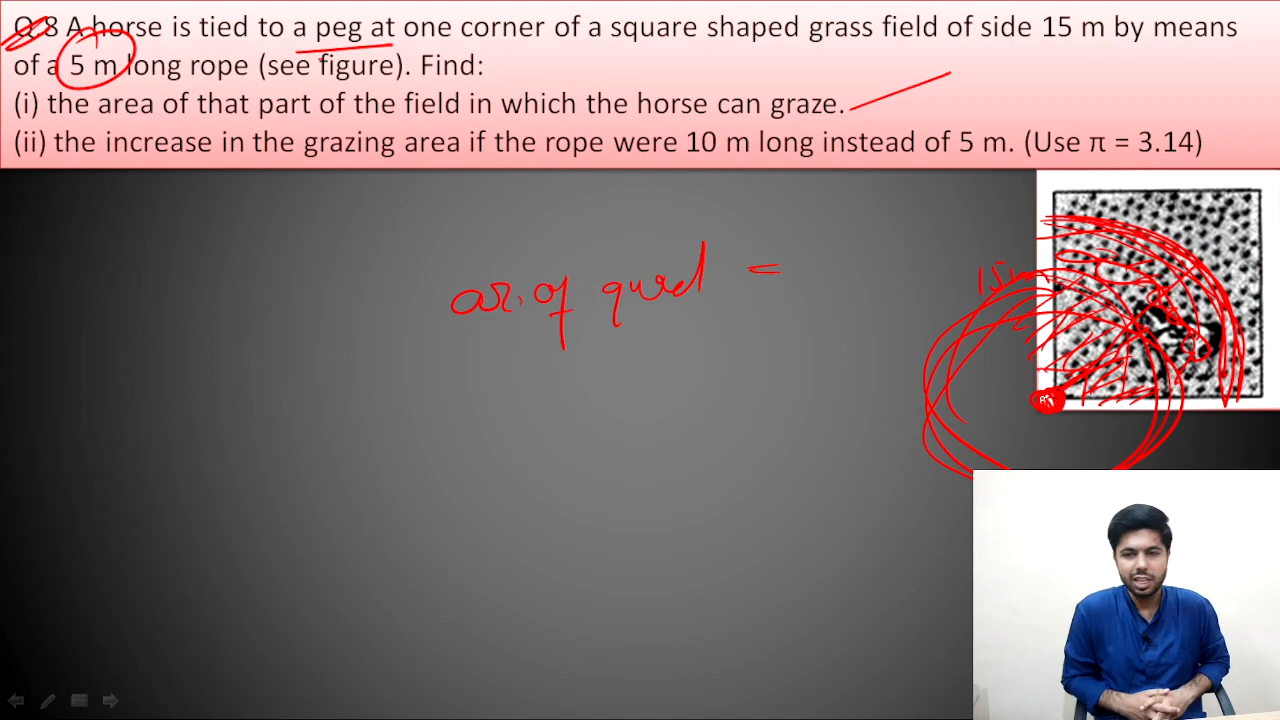 Q.8 A horse is tied to a peg at one corner of a square shaped grass field of side 15 m by means
of a 5 m long rope (see figure). Find:
(i) the area of that part of the field in which the horse can graze.
(ii) the increase in the grazing area if the rope were 10 m long instead of 5 m. (Use π = 3.14)
ar. of qurd =
15m